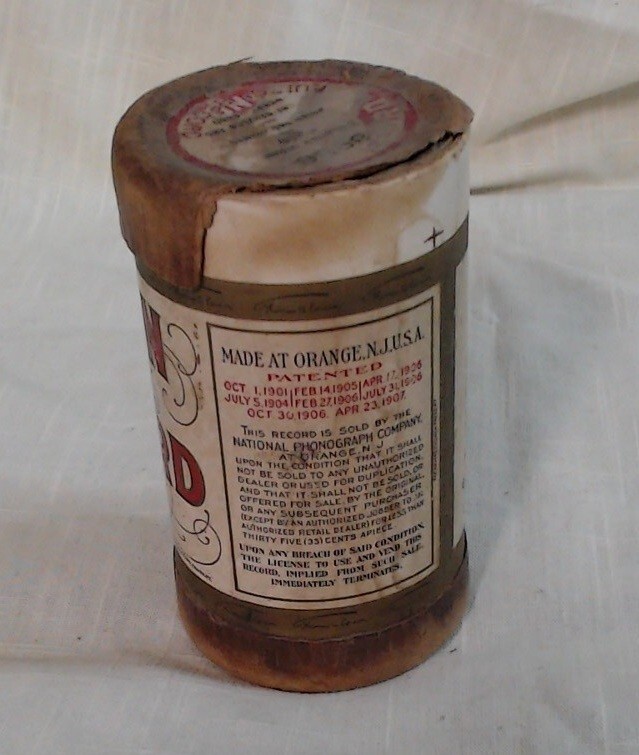 N
RD
MADE AT ORANGE, N.J.U.S.A.
PATENTED
OCT. 1, 1901 FEB 14, 1905 APR. 17, 1906
JULY 5, 1904 FEB 27, 1906 JULY 31, 1906
OCT 30, 1906. APR. 23, 1907.
THIS RECORD IS SOLD BY THE
NATIONAL PHONOGRAPH COMPANY,
AT ORANGE, N.J.
UPON THE CONDITION THAT IT SHALL
NOT BE SOLD TO ANY UNAUTHORIZED
DEALER OR USED FOR DUPLICATION,
AND THAT IT SHALL NOT BE SOLD, OR
OFFERED FOR SALE, BY THE ORIGINAL,
OR ANY SUBSEQUENT PURCHASER
(EXCEPT BY AN AUTHORIZED JOBBER TO AN
AUTHORIZED RETAIL DEALER) FOR LESS THAN
THIRTY FIVE (35) CENTS APIECE.
UPON ANY BREACH OF SAID CONDITION,
THE LICENSE TO USE AND VEND THIS
RECORD, IMPLIED FROM SUCH SALE,
IMMEDIATELY TERMINATES.